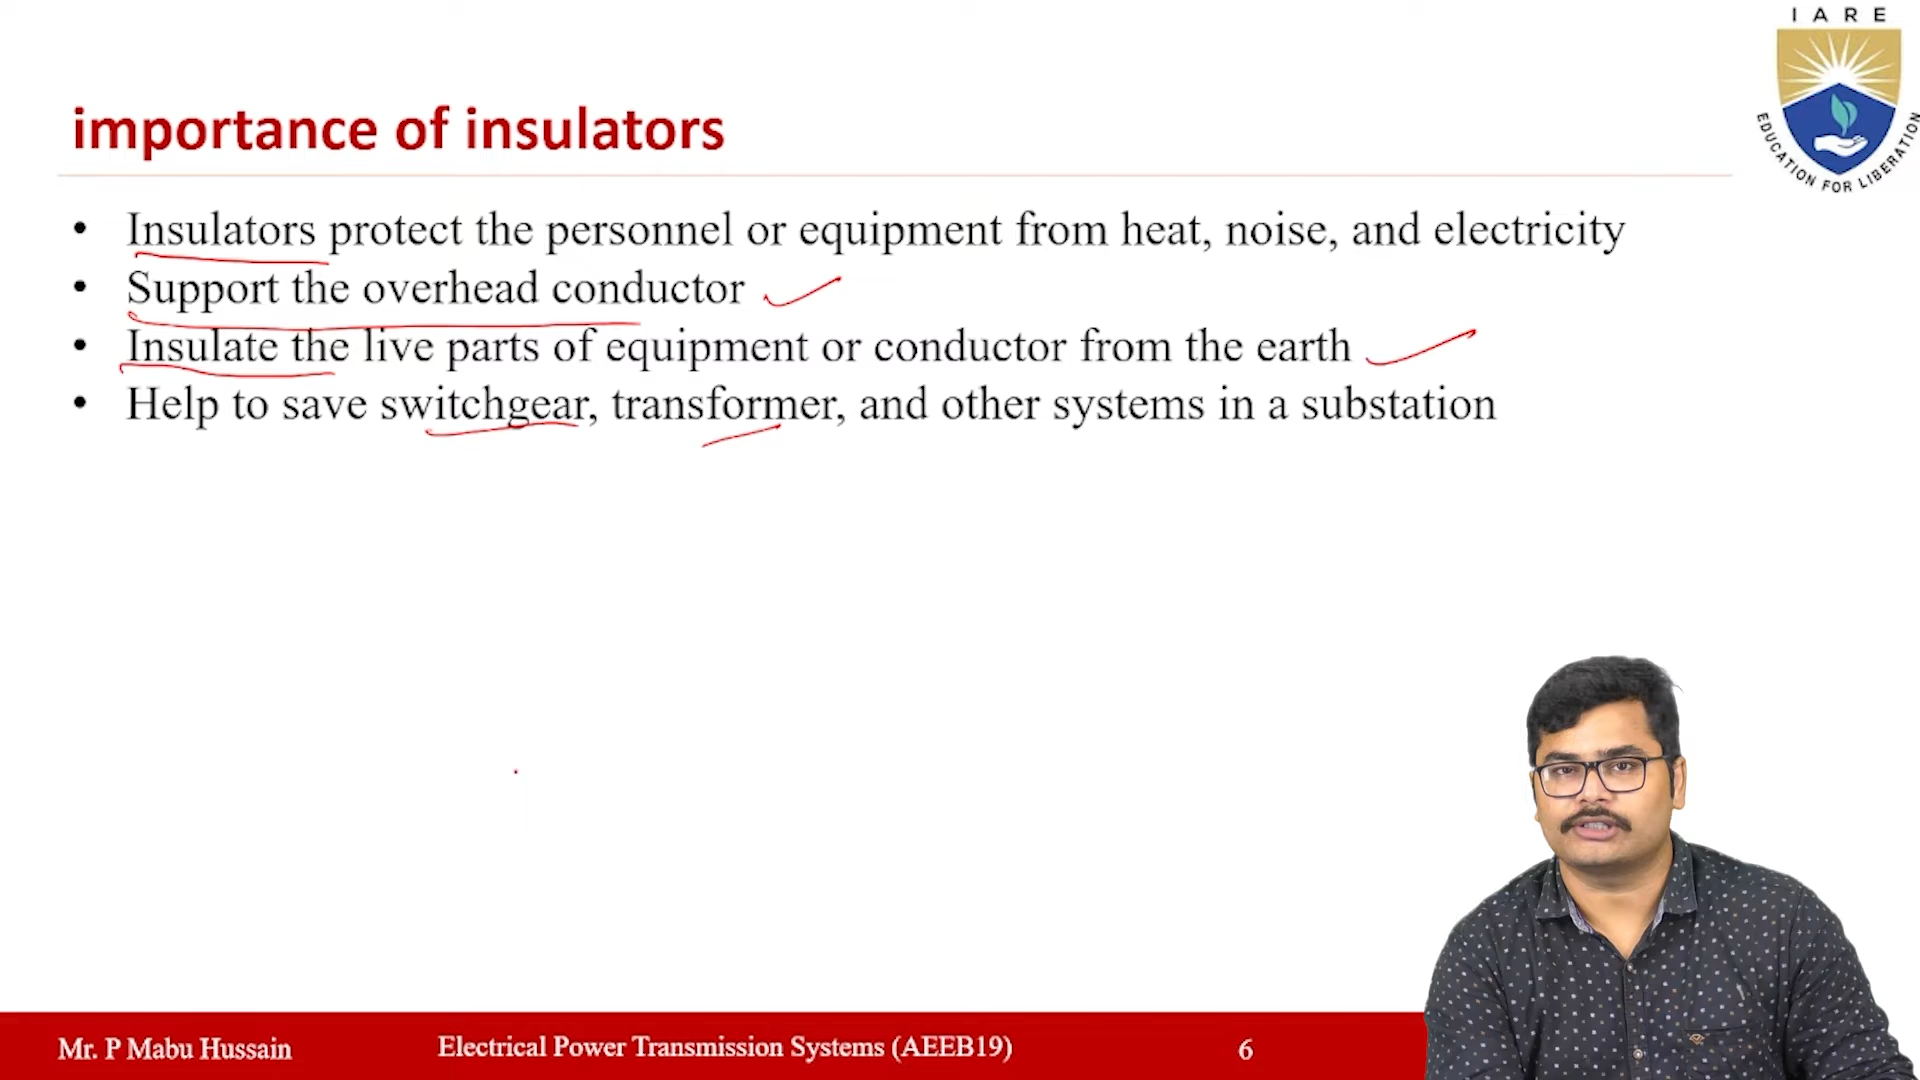 IARE
EDUCATION FOR LIBERATION
importance of insulators
• Insulators protect the personnel or equipment from heat, noise, and electricity
• Support the overhead conductor
• Insulate the live parts of equipment or conductor from the earth
• Help to save switchgear, transformer, and other systems in a substation
Mr. P Mabu Hussain
Electrical Power Transmission Systems (AEEB19)
6